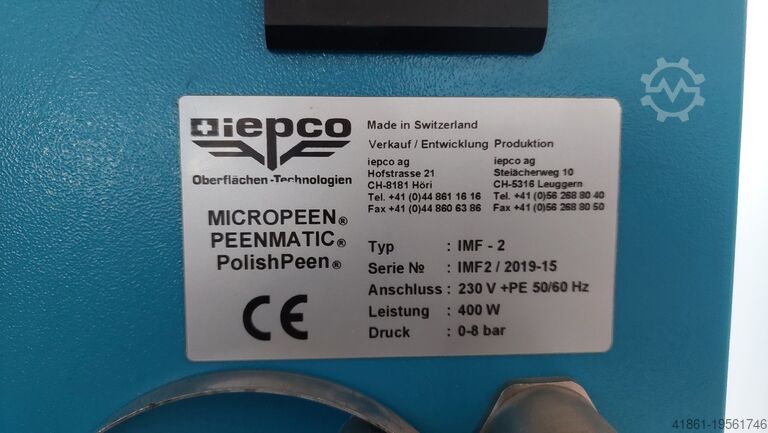 iepco
Oberflächen-Technologien
MICROPEEN®
PEENMATIC®
PolishPeen®
CE
Made in Switzerland
Verkauf / Entwicklung Produktion
iepco ag iepco ag
Hofstrasse 21 Steiächerweg 10
CH-8181 Höri CH-5316 Leuggern
Tel. +41 (0)44 861 16 16 Tel. +41 (0)56 268 80 40
Fax +41 (0)44 860 63 86 Fax +41 (0)56 268 80 50
Typ : IMF - 2
Serie № : IMF2 / 2019-15
Anschluss : 230 V +PE 50/60 Hz
Leistung : 400 W
Druck : 0-8 bar
41861-19561746